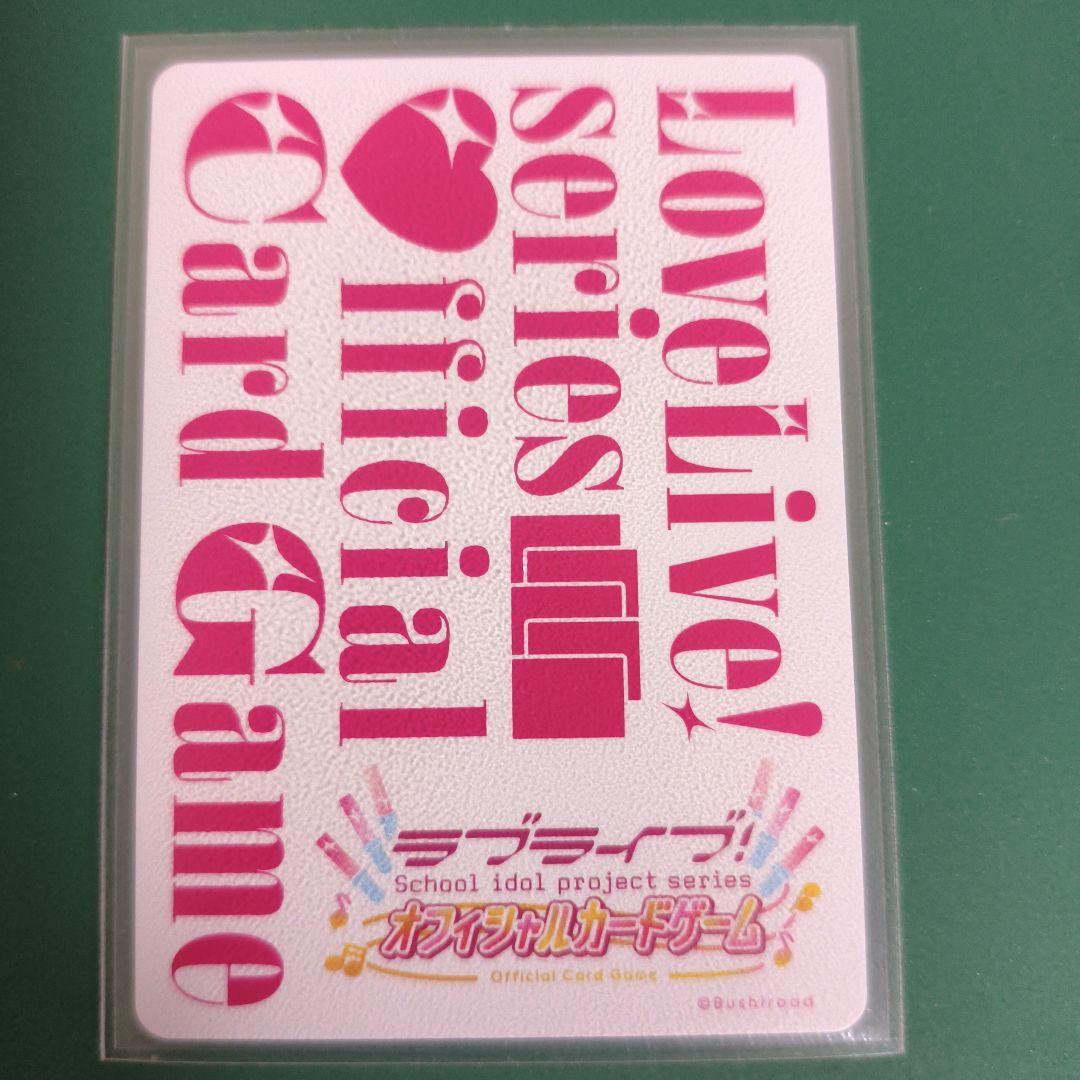 LoveLive!
series
♥fficial
Card Game
ラブライブ!
School idol project series
オフィシャルカードゲーム
Official Card Game
©Bushiroad